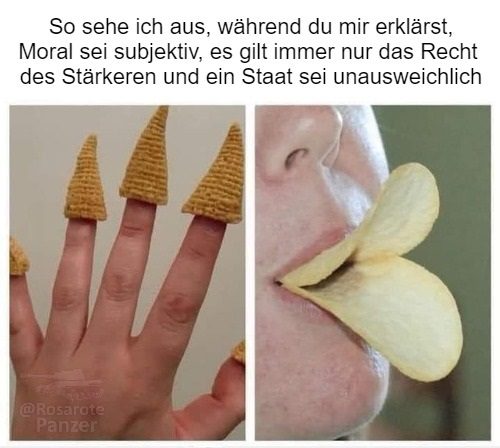 So sehe ich aus, während du mir erklärst,
Moral sei subjektiv, es gilt immer nur das Recht
des Stärkeren und ein Staat sei unausweichlich
@Rosarote
Panzer